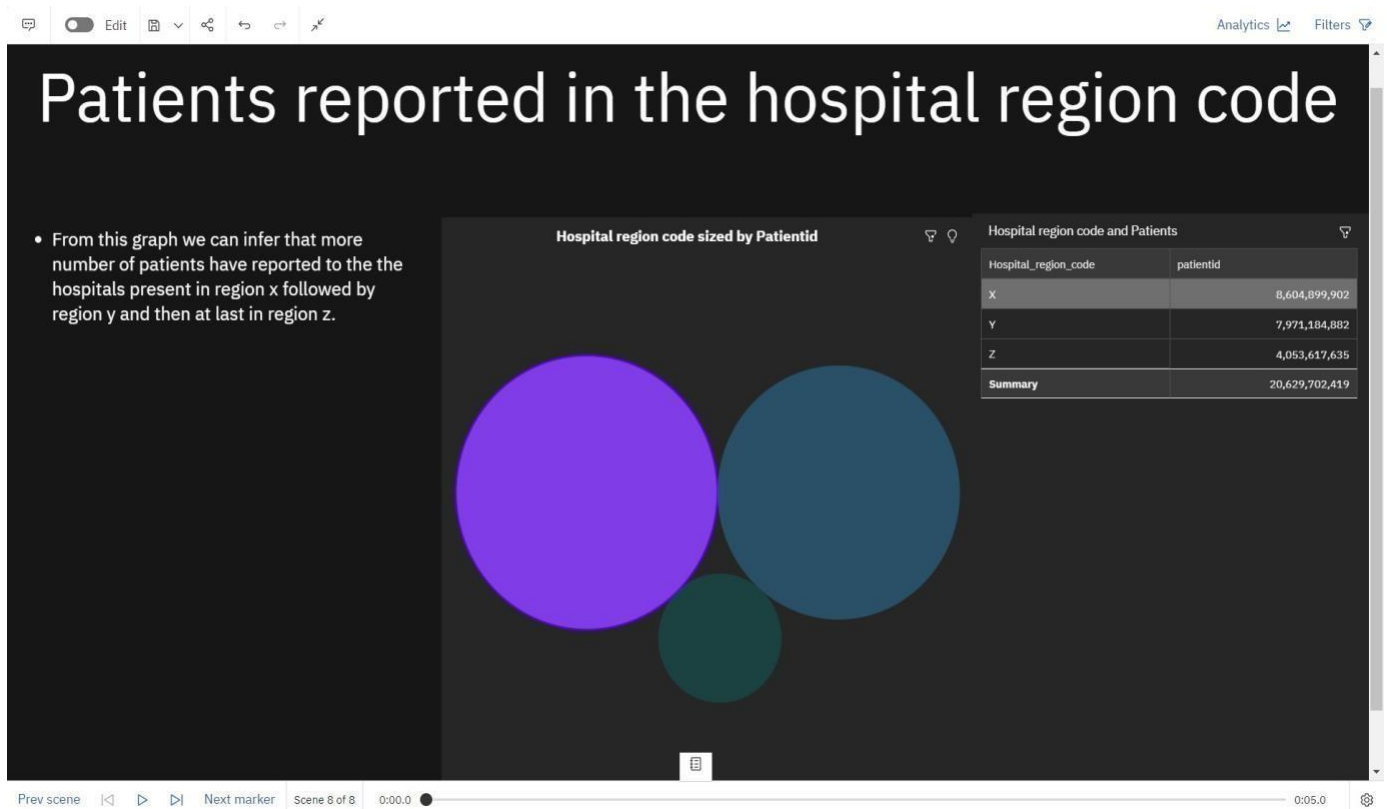 Edit
Analytics
Filters
Patients reported in the hospital region code
• From this graph we can infer that more
number of patients have reported to the the
hospitals present in region x followed by
region y and then at last in region z.
Hospital region code sized by Patientid
Hospital region code and Patients
Hospital_region_code patientid
X 8,604,899,902
Y 7,971,184,882
Z 4,053,617,635
Summary 20,629,702,419
Prev scene Next marker Scene 8 of 8 0:00.0 0:05.0